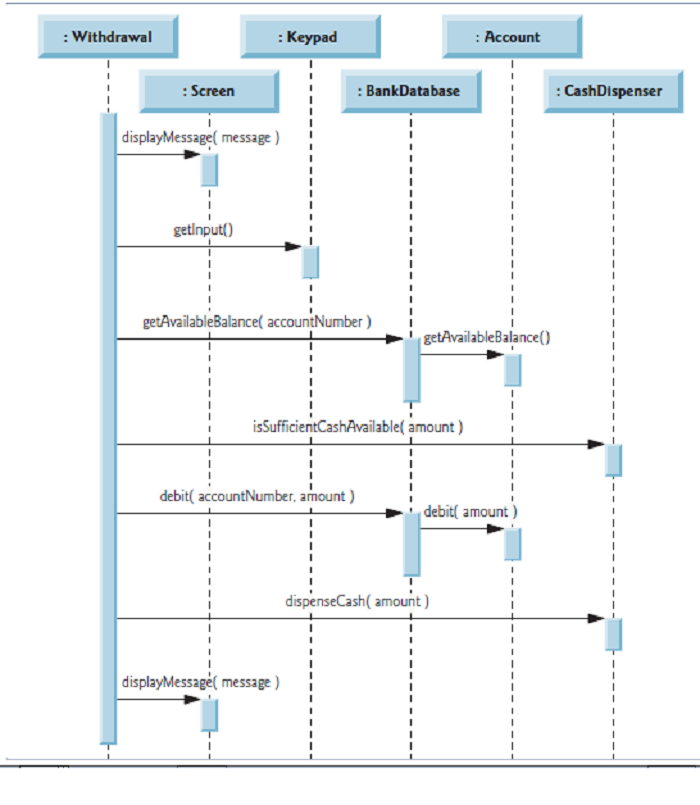 : Withdrawal
: Keypad
: Account
: Screen
: BankDatabase
: CashDispenser
displayMessage( message )
getInput()
getAvailableBalance( accountNumber )
getAvailableBalance()
isSufficientCashAvailable( amount )
debit( accountNumber, amount )
debit( amount )
dispenseCash( amount )
displayMessage( message )